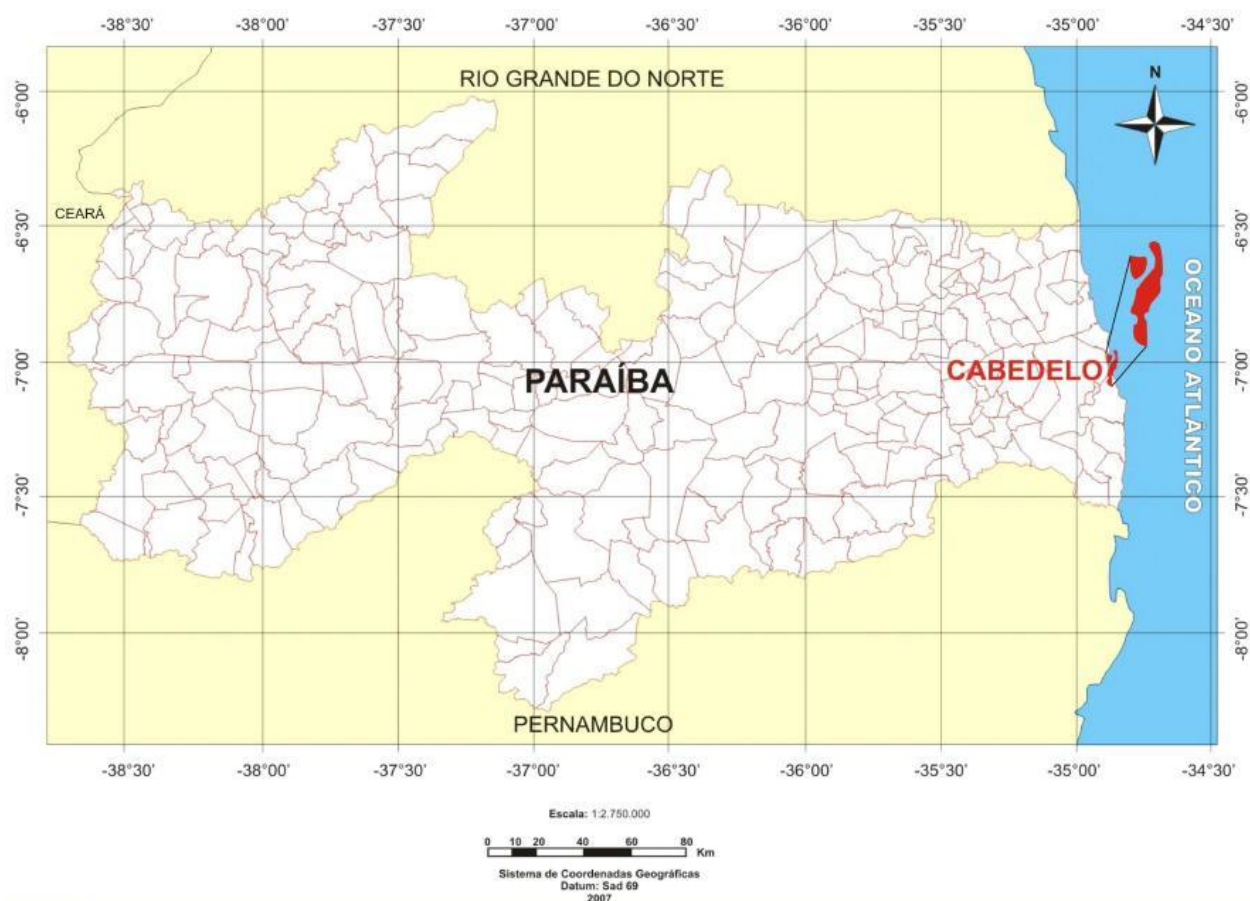 -38°30' -38°00' -37°30' -37°00' -36°30' -36°00' -35°30' -35°00' -34°30'
RIO GRANDE DO NORTE
N
-6°00' -6°00'
CEARÁ
-6°30' -6°30'
OCEANO ATLÂNTICO
-7°00' -7°00'
CABEDELO
PARAÍBA
-7°30' -7°30'
-8°00' -8°00'
PERNAMBUCO
-38°30' -38°00' -37°30' -37°00' -36°30' -36°00' -35°30' -35°00' -34°30'
Escala: 1:2.750.000
0 10 20 40 60 80
Km
Sistema de Coordenadas Geográficas
Datum: Sad 69
2007